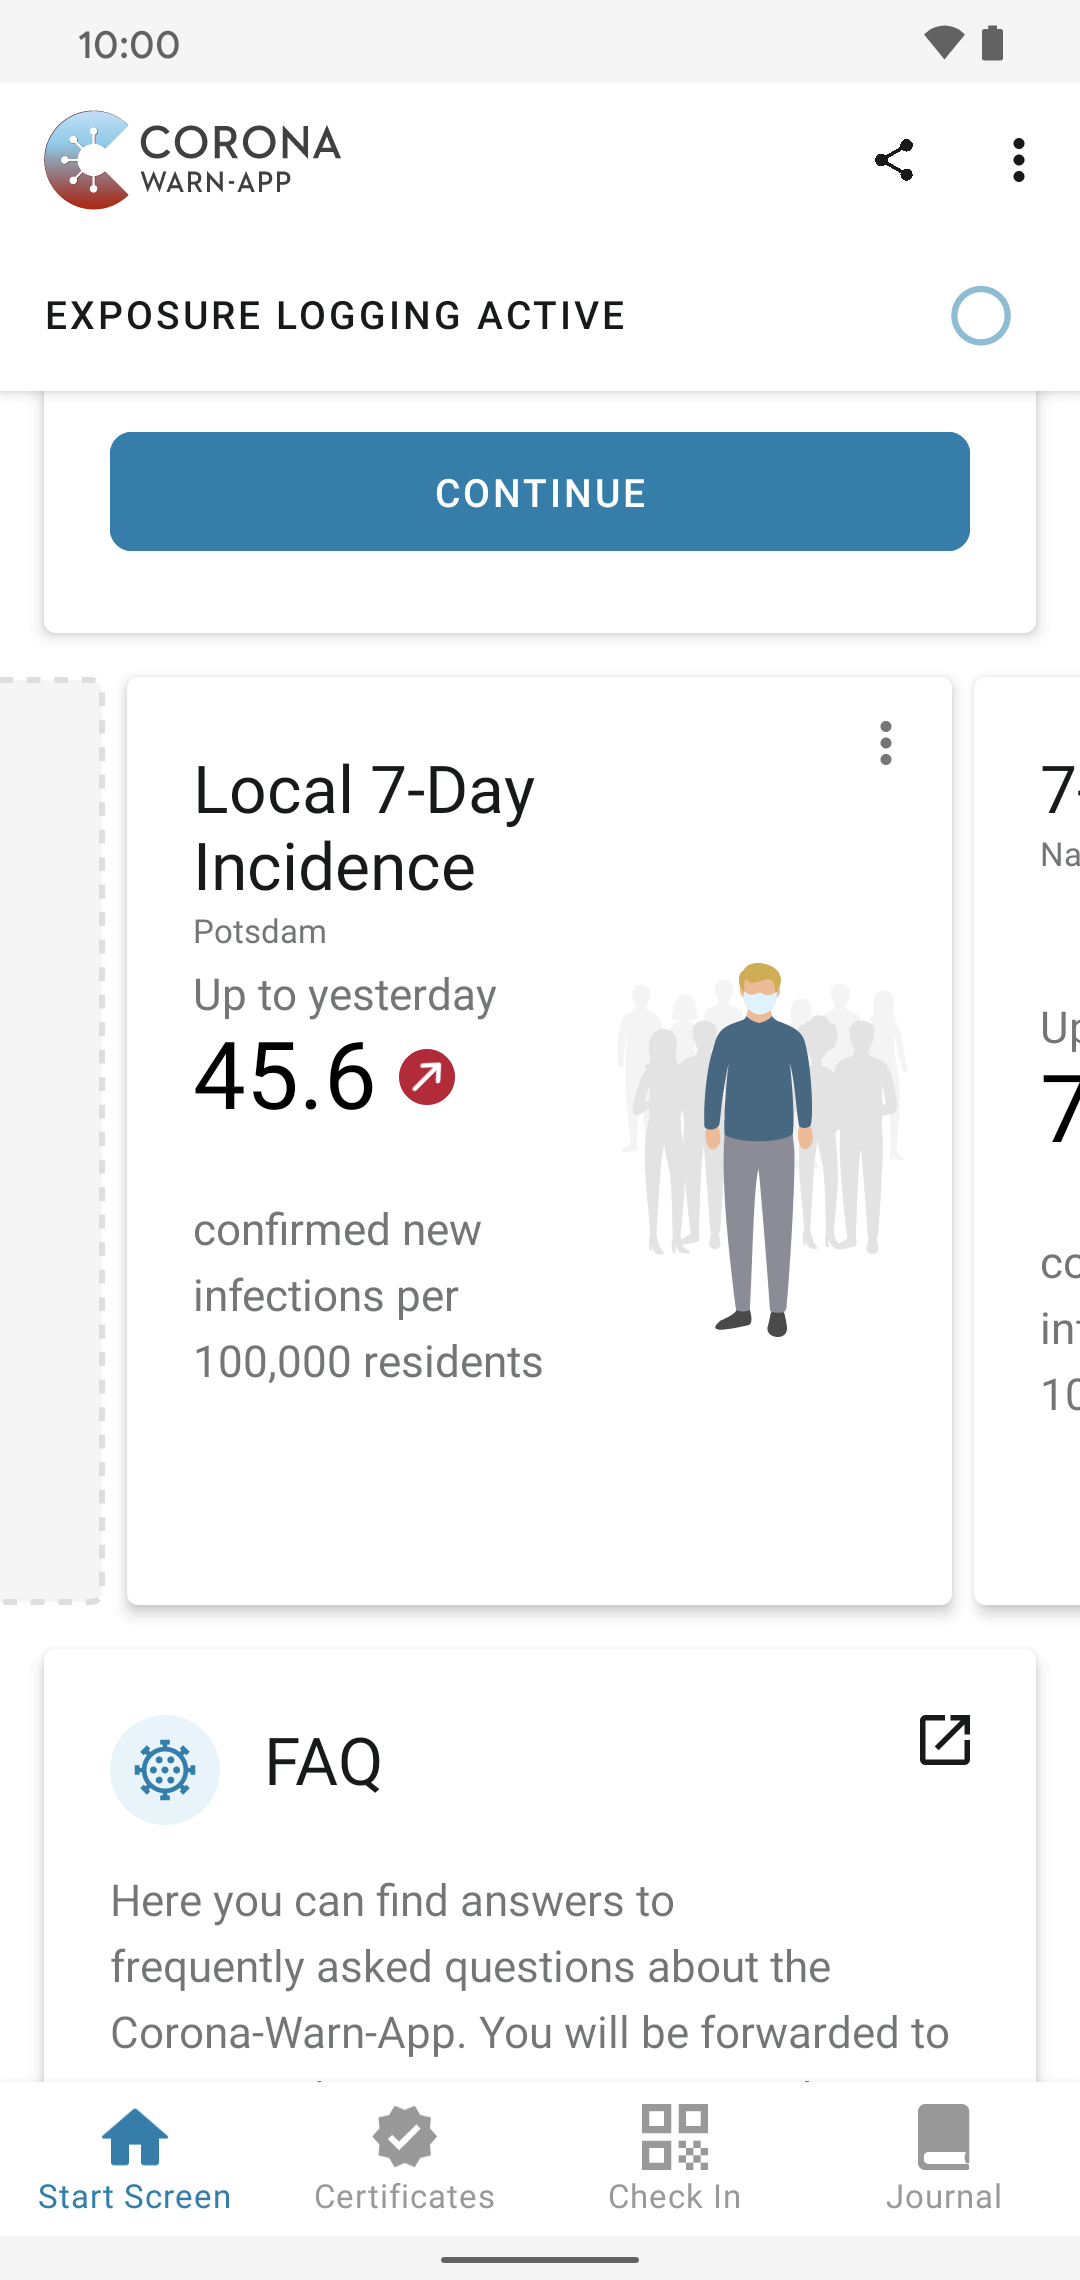 10:00
CORONA
WARN-APP
EXPOSURE LOGGING ACTIVE
CONTINUE
Local 7-Day
Incidence
Potsdam
Up to yesterday
45.6
confirmed new
infections per
100,000 residents
7-
Na
Up
7
co
in
10
FAQ
Here you can find answers to
frequently asked questions about the
Corona-Warn-App. You will be forwarded to
Start Screen
Certificates
Check In
Journal